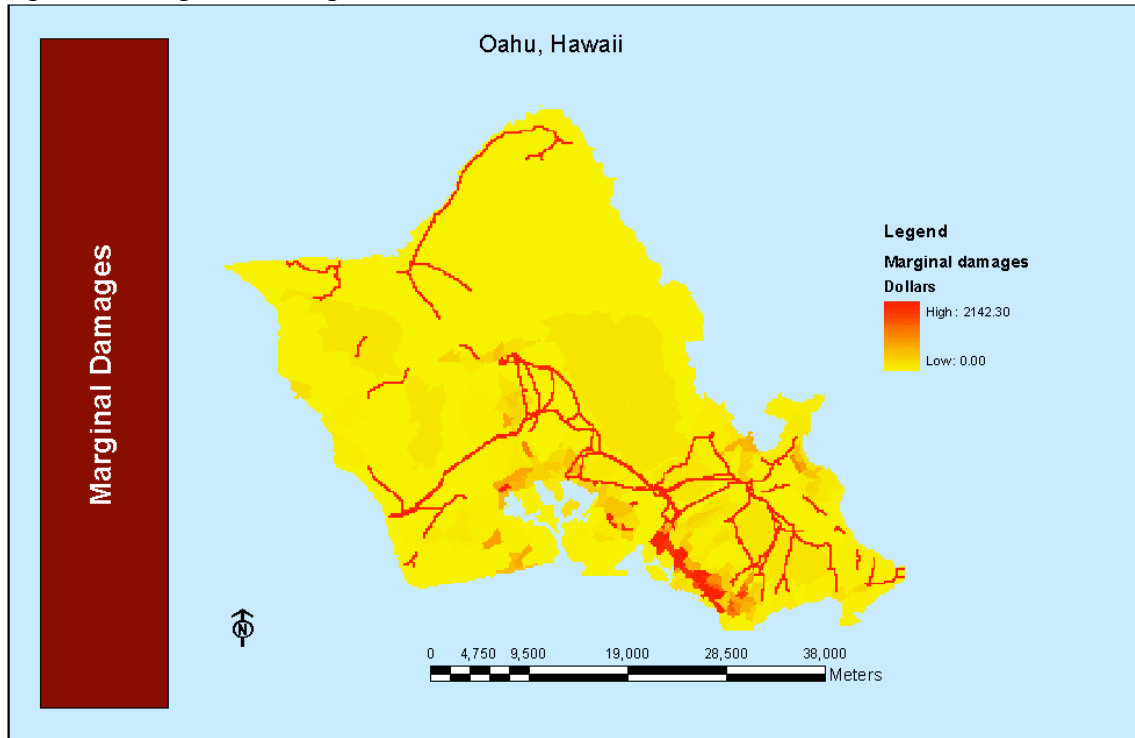 Oahu, Hawaii
Marginal Damages
Legend
Marginal damages
Dollars
High : 2142.30
Low: 0.00
N
0 4,750 9,500 19,000 28,500 38,000
Meters